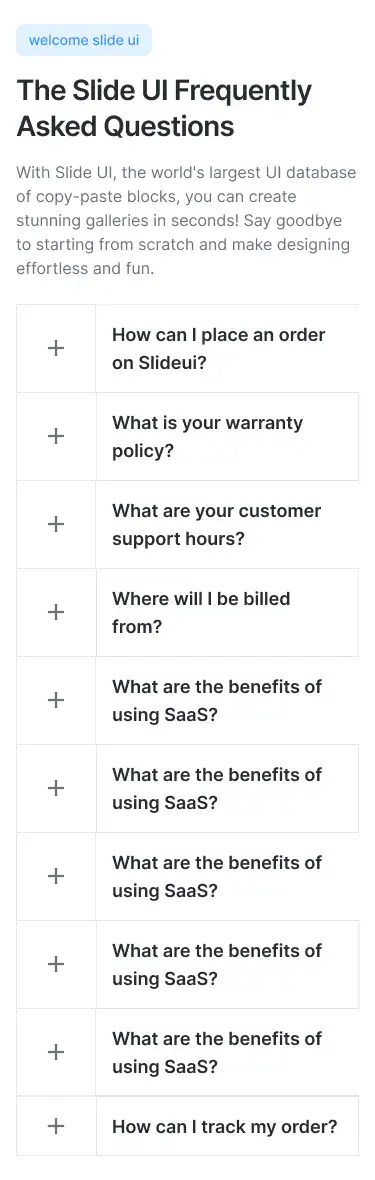 welcome slide ui
The Slide UI Frequently
Asked Questions
With Slide UI, the world's largest UI database
of copy-paste blocks, you can create
stunning galleries in seconds! Say goodbye
to starting from scratch and make designing
effortless and fun.
How can I place an order
on Slideui?
What is your warranty
policy?
What are your customer
support hours?
Where will I be billed
from?
What are the benefits of
using SaaS?
What are the benefits of
using SaaS?
What are the benefits of
using SaaS?
What are the benefits of
using SaaS?
What are the benefits of
using SaaS?
How can I track my order?